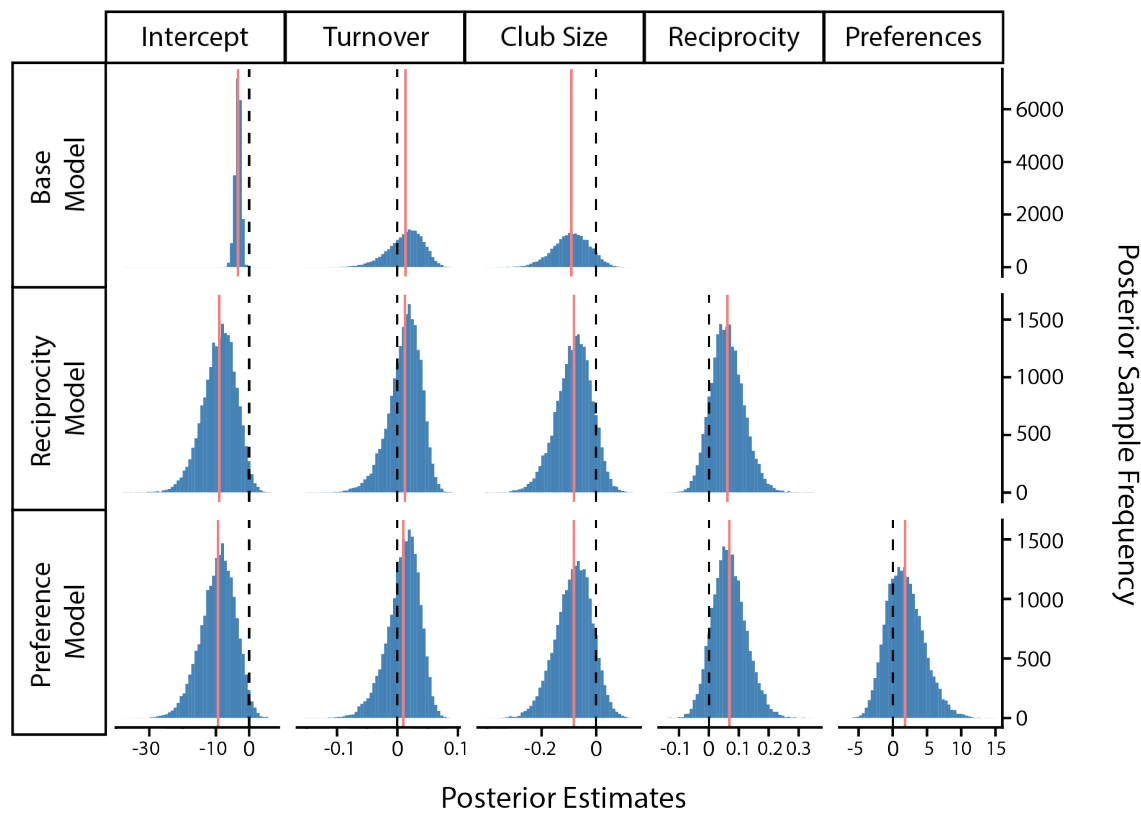 Intercept Turnover Club Size Reciprocity Preferences
Base
Model
6000
4000
2000
0
Reciprocity
Model
1500
1000
500
0
Preference
Model
1500
1000
500
0
-30 -10 0 -0.1 0 0.1 -0.2 0 -0.1 0 0.1 0.2 0.3 -5 0 5 10 15
Posterior Estimates
Posterior Sample Frequency